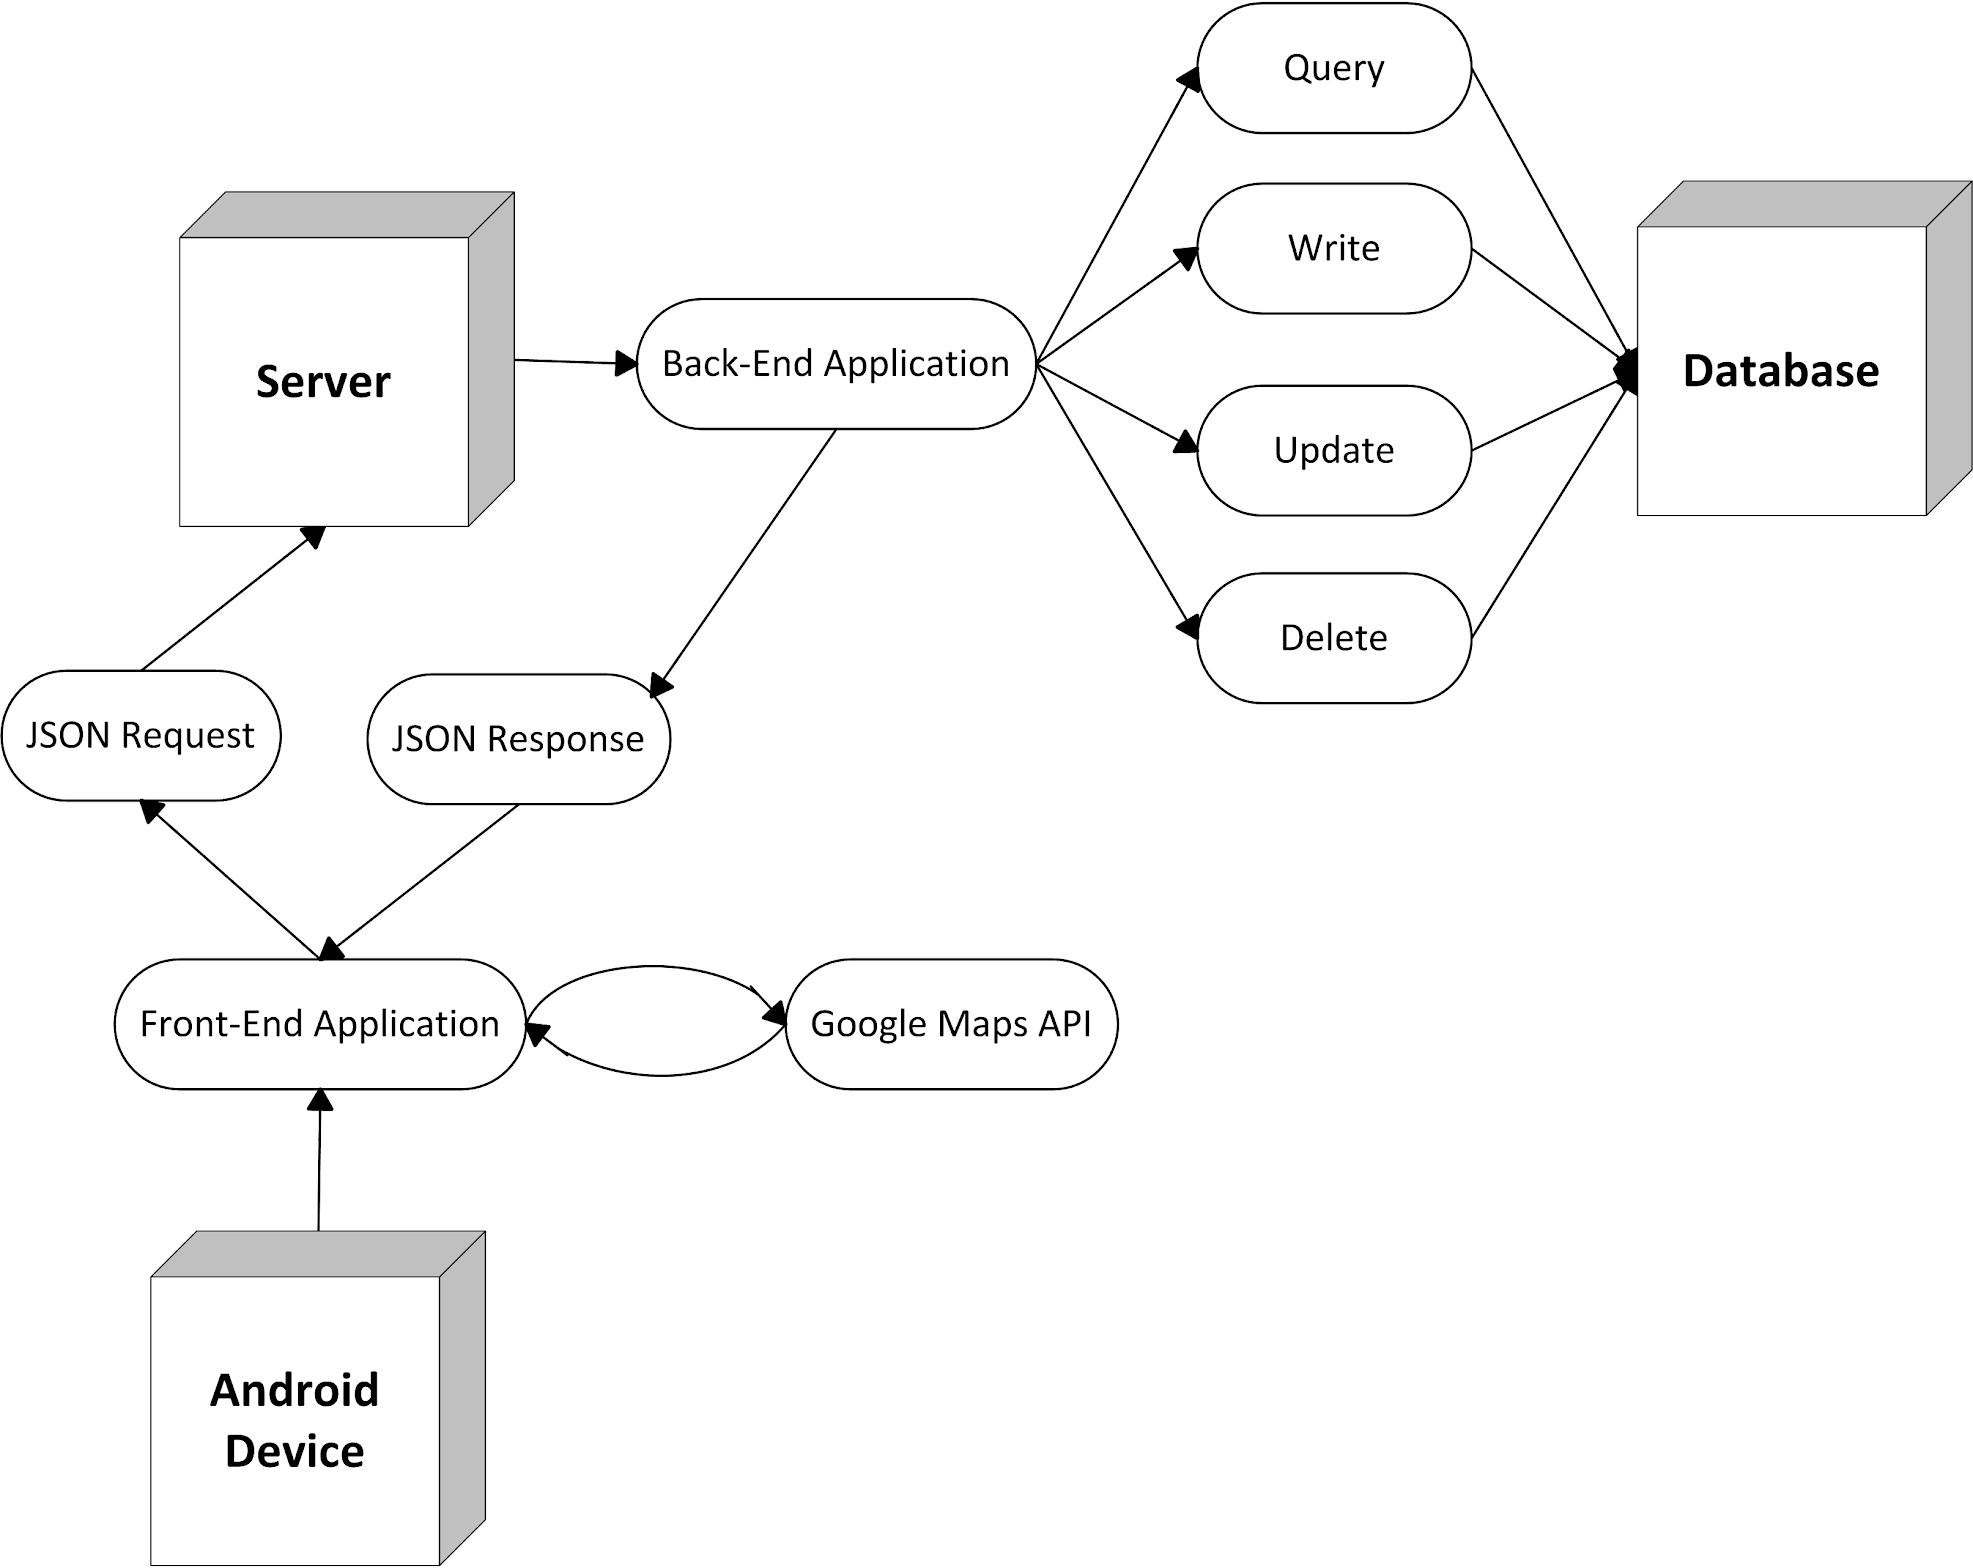 Query
Write
Server
Back-End Application
Database
Update
Delete
JSON Request
JSON Response
Front-End Application
Google Maps API
Android
Device